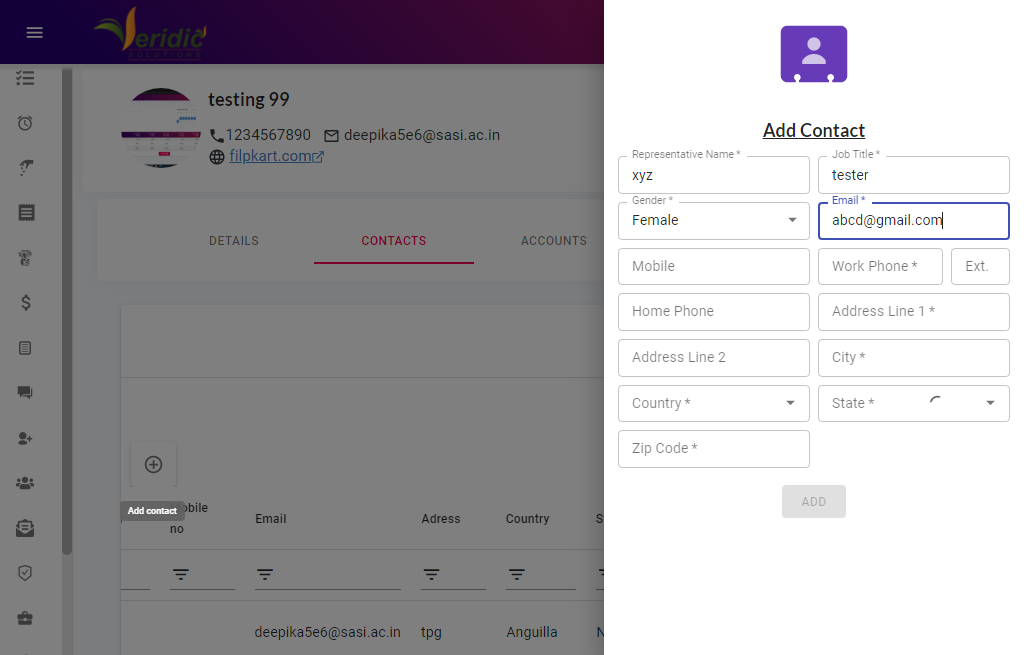 Veridic
SOLUTIONS
testing 99
1234567890 deepika5e6@sasi.ac.in
filpkart.com
DETAILS CONTACTS ACCOUNTS
Add contact
Mobile no Email Adress Country
deepika5e6@sasi.ac.in tpg Anguilla
Add Contact
Representative Name * Job Title *
xyz tester
Gender * Email *
Female abcd@gmail.com
Mobile Work Phone * Ext.
Home Phone Address Line 1 *
Address Line 2 City *
Country * State *
Zip Code *
ADD